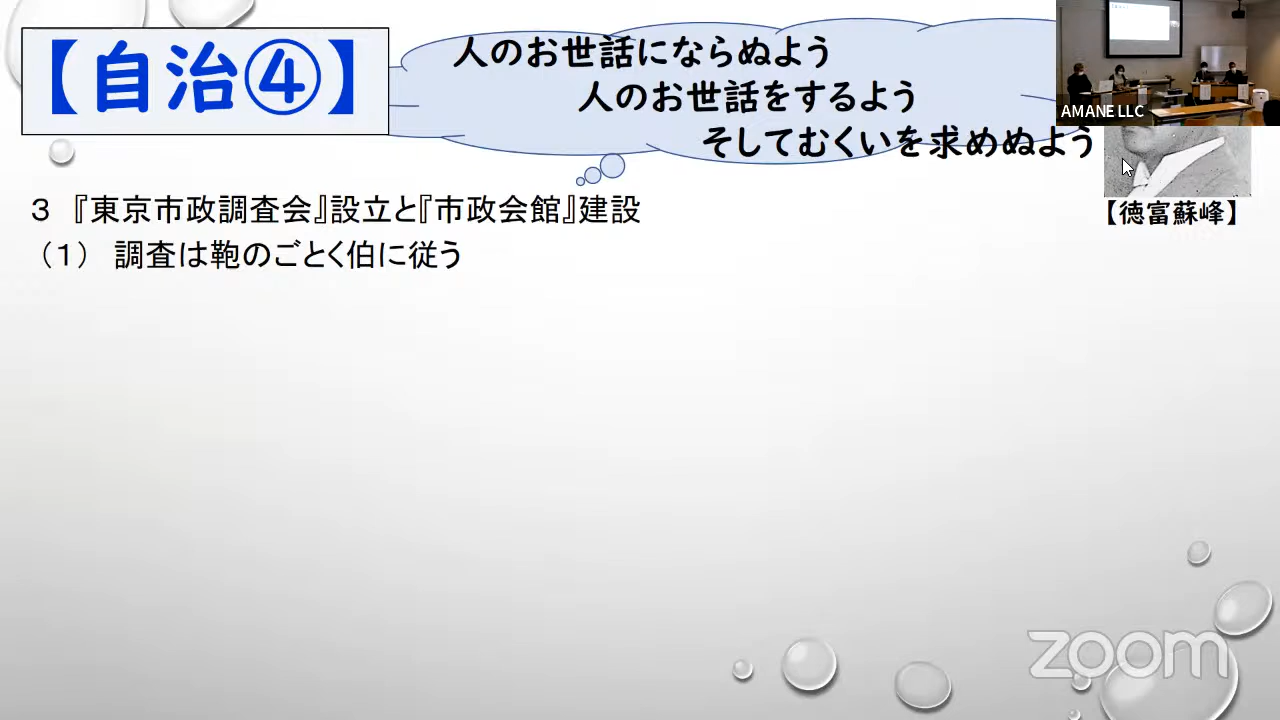 【自治④】
人のお世話にならぬよう
人のお世話をするよう
そしてむくいを求めぬよう
AMANE LLC
【徳富蘇峰】
３　『東京市政調査会』設立と『市政会館』建設
（１）　調査は鞄のごとく伯に従う
zoom